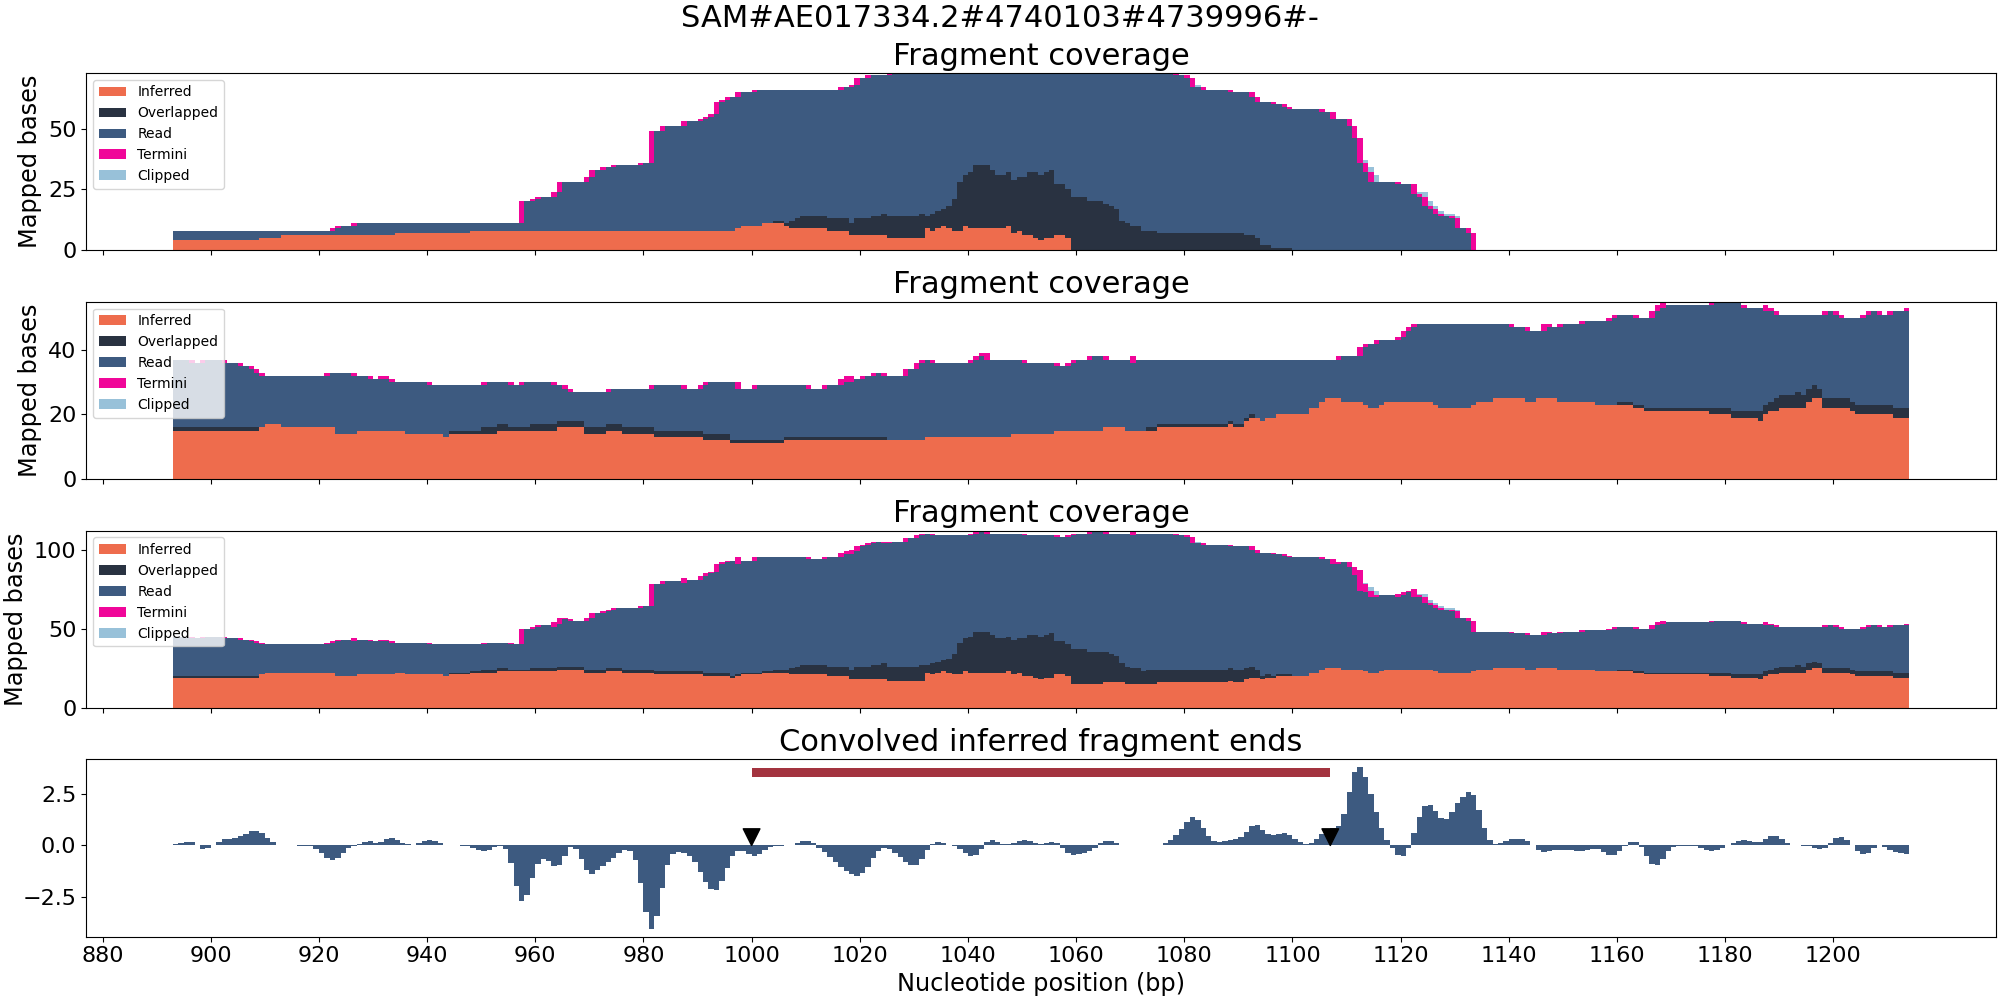 SAM#AE017334.2#4740103#4739996#-
Fragment coverage
Mapped bases
50
25
0
Inferred
Overlapped
Read
Termini
Clipped
Fragment coverage
Mapped bases
40
20
0
Inferred
Overlapped
Read
Termini
Clipped
Fragment coverage
Mapped bases
100
50
0
Inferred
Overlapped
Read
Termini
Clipped
Convolved inferred fragment ends
2.5
0.0
−2.5
880 900 920 940 960 980 1000 1020 1040 1060 1080 1100 1120 1140 1160 1180 1200
Nucleotide position (bp)